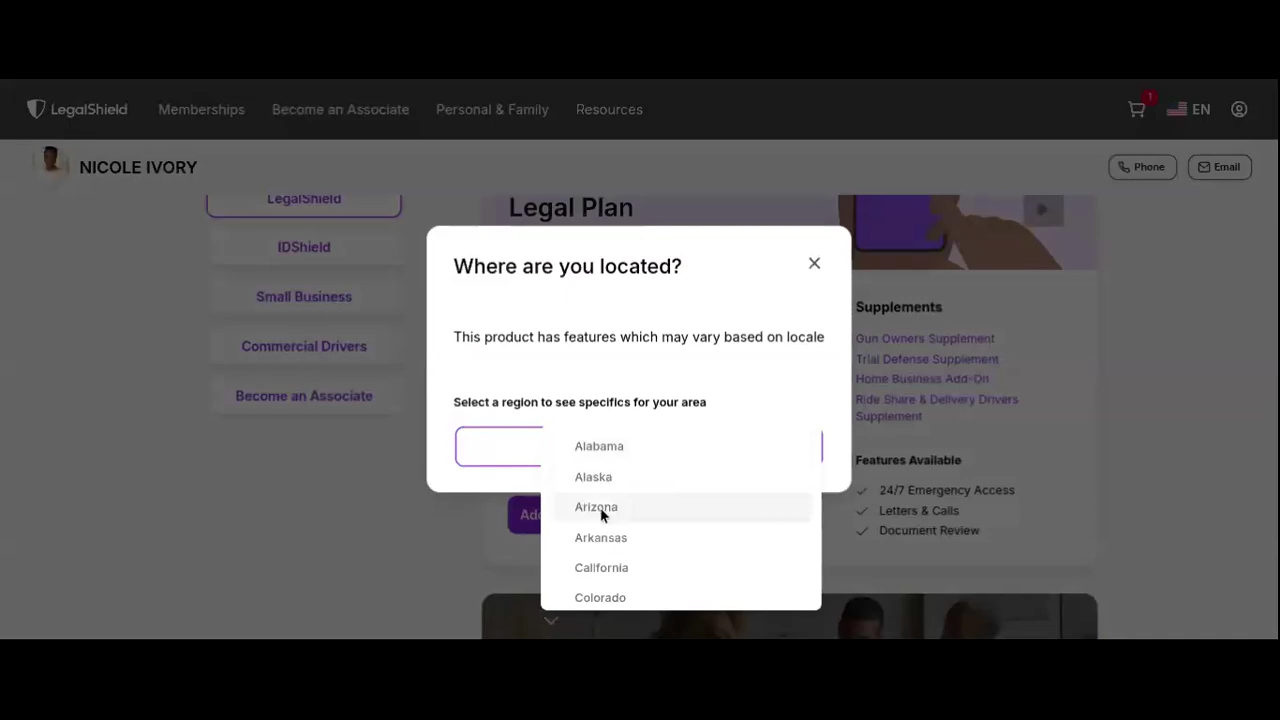 LegalShield
Memberships
Become an Associate
Personal & Family
Resources
1
EN
NICOLE IVORY
Phone
Email
LegalShield
IDShield
Small Business
Commercial Drivers
Become an Associate
Legal Plan
Where are you located?
This product has features which may vary based on locale
Select a region to see specifics for your area
Alabama
Alaska
Arizona
Arkansas
California
Colorado
Supplements
Gun Owners Supplement
Trial Defense Supplement
Home Business Add-On
Ride Share & Delivery Drivers
Supplement
Features Available
24/7 Emergency Access
Letters & Calls
Document Review